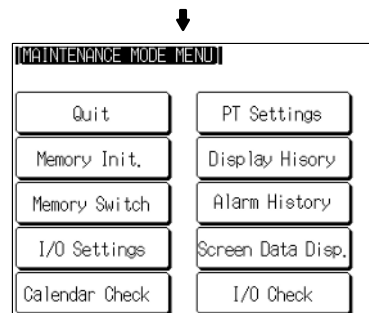 [MAINTENANCE MODE MENU]
Quit
PT Settings
Memory Init.
Display Hisory
Memory Switch
Alarm History
I/O Settings
Screen Data Disp.
Calendar Check
I/O Check